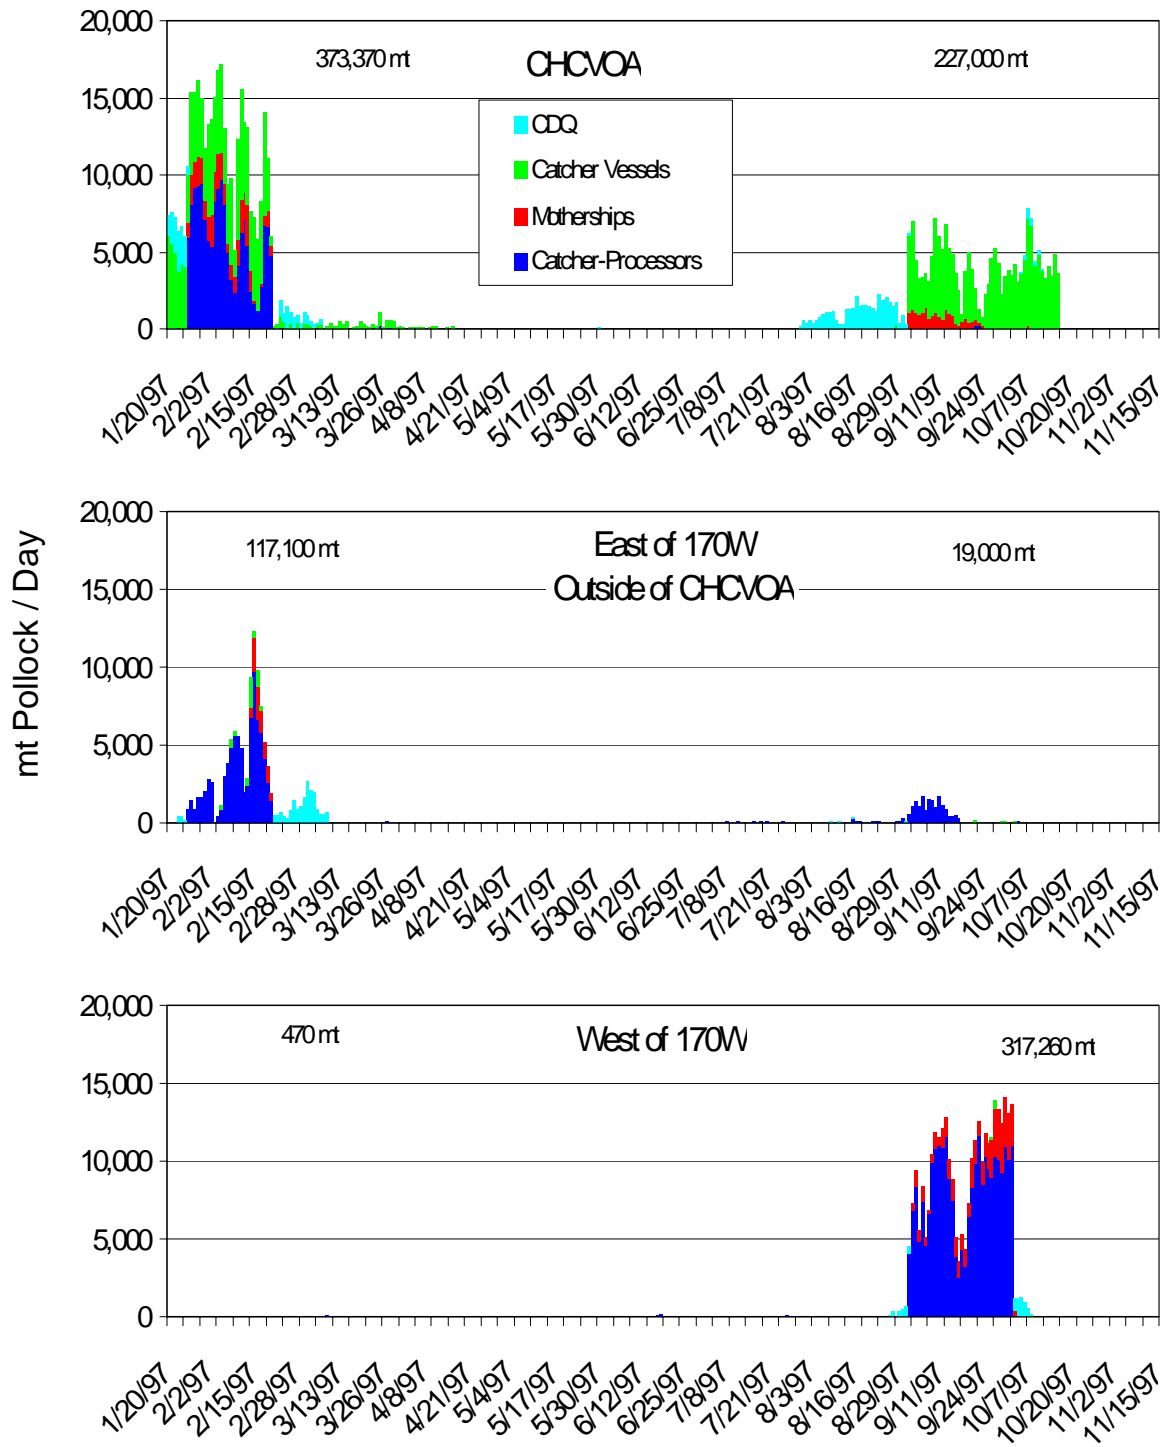 20,000
373,370 mt
CHCVOA
227,000 mt
15,000
CDQ
Catcher Vessels
10,000
Motherships
5,000
Catcher-Processors
0
1/20/97 2/2/97 2/15/97 2/28/97 3/13/97 3/26/97 4/8/97 4/21/97 5/4/97 5/17/97 5/30/97 6/12/97 6/25/97 7/8/97 7/21/97 8/3/97 8/16/97 8/29/97 9/11/97 9/24/97 10/7/97 10/20/97 11/2/97 11/15/97
mt Pollock / Day
20,000
117,100 mt
East of 170W
19,000 mt
Outside of CHCVOA
15,000
10,000
5,000
0
1/20/97 2/2/97 2/15/97 2/28/97 3/13/97 3/26/97 4/8/97 4/21/97 5/4/97 5/17/97 5/30/97 6/12/97 6/25/97 7/8/97 7/21/97 8/3/97 8/16/97 8/29/97 9/11/97 9/24/97 10/7/97 10/20/97 11/2/97 11/15/97
20,000
470 mt
West of 170W
317,260 mt
15,000
10,000
5,000
0
1/20/97 2/2/97 2/15/97 2/28/97 3/13/97 3/26/97 4/8/97 4/21/97 5/4/97 5/17/97 5/30/97 6/12/97 6/25/97 7/8/97 7/21/97 8/3/97 8/16/97 8/29/97 9/11/97 9/24/97 10/7/97 10/20/97 11/2/97 11/15/97